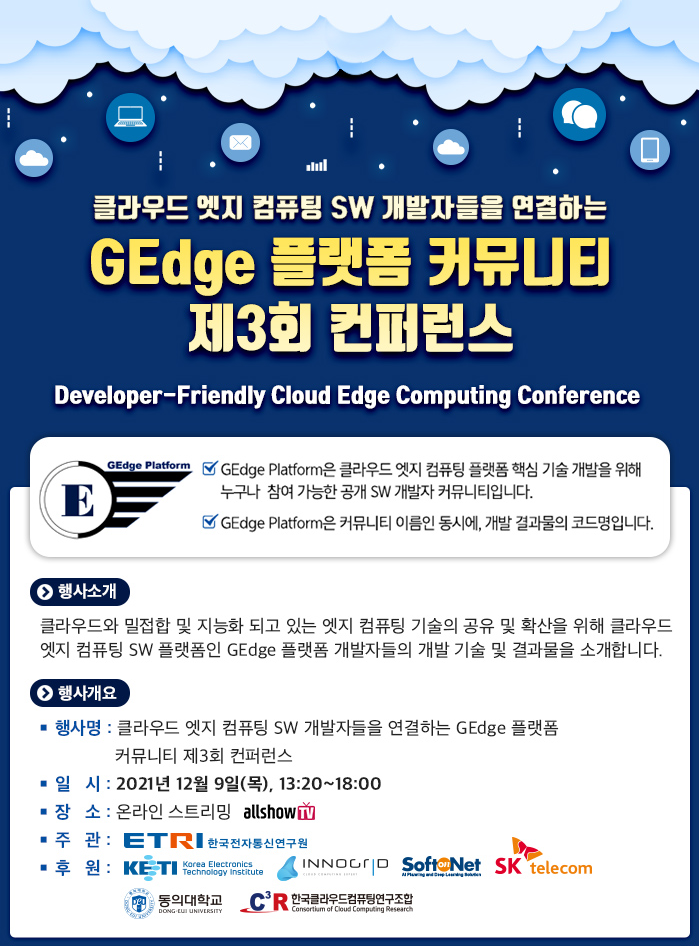 클라우드 엣지 컴퓨팅 SW 개발자들을 연결하는
GEdge 플랫폼 커뮤니티
제3회 컨퍼런스
Developer-Friendly Cloud Edge Computing Conference
GEdge Platform
E
GEdge Platform은 클라우드 엣지 컴퓨팅 플랫폼 핵심 기술 개발을 위해
누구나 참여 가능한 공개 SW 개발자 커뮤니티입니다.
GEdge Platform은 커뮤니티 이름인 동시에, 개발 결과물의 코드명입니다.
행사소개
클라우드와 밀접합 및 지능화 되고 있는 엣지 컴퓨팅 기술의 공유 및 확산을 위해 클라우드
엣지 컴퓨팅 SW 플랫폼인 GEdge 플랫폼 개발자들의 개발 기술 및 결과물을 소개합니다.
행사개요
행사명 : 클라우드 엣지 컴퓨팅 SW 개발자들을 연결하는 GEdge 플랫폼
커뮤니티 제3회 컨퍼런스
일 시 : 2021년 12월 9일(목), 13:20~18:00
장 소 : 온라인 스트리밍 allshow TV
주 관 : ETRI 한국전자통신연구원
후 원 : KETI Korea Electronics Technology Institute INNOGRID CLOUD COMPUTING EXPERT SoftonNet AI Planning and Deep Learning Solution SK telecom
동의대학교 DONG-EUI UNIVERSITY C3R 한국클라우드컴퓨팅연구조합 Consortium of Cloud Computing Research